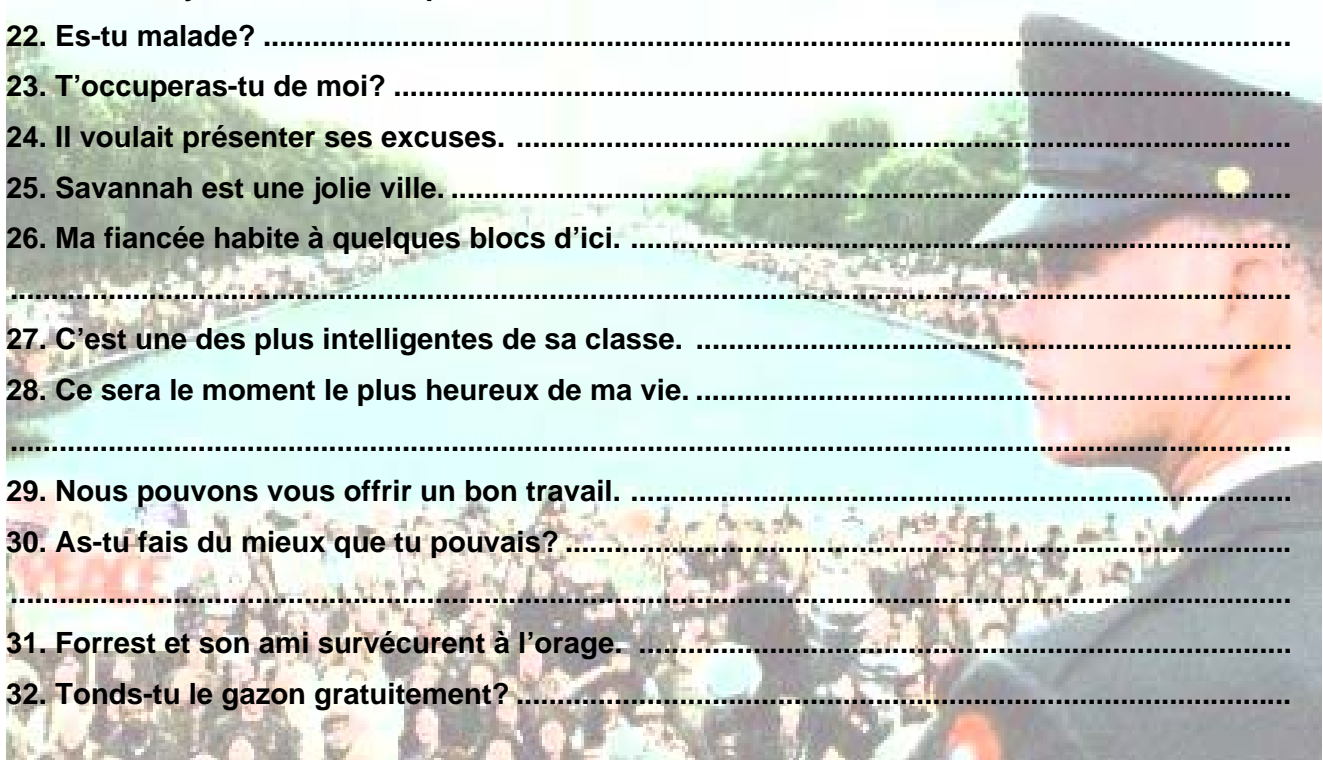 22. Es-tu malade? ................................................................
23. T'occuperas-tu de moi? ................................................................
24. Il voulait présenter ses excuses. ................................................................
25. Savannah est une jolie ville. ................................................................
26. Ma fiancée habite à quelques blocs d'ici. ................................................................
................................................................
27. C'est une des plus intelligentes de sa classe. ................................................................
28. Ce sera le moment le plus heureux de ma vie. ................................................................
................................................................
29. Nous pouvons vous offrir un bon travail. ................................................................
30. As-tu fais du mieux que tu pouvais? ................................................................
................................................................
31. Forrest et son ami survécurent à l'orage. ................................................................
32. Tonds-tu le gazon gratuitement? ................................................................